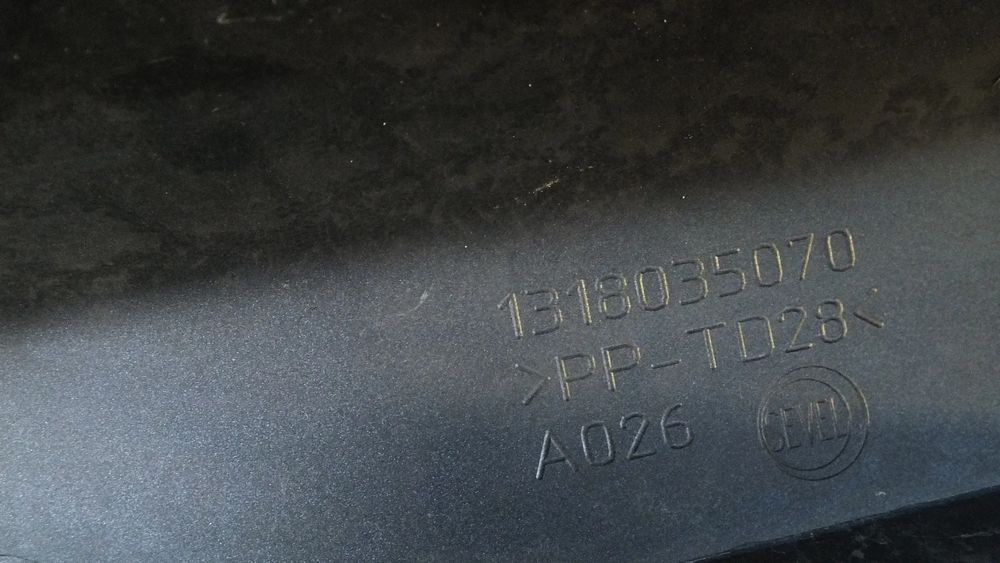 1318035070
>PP-TD28<
A026
SEVEL